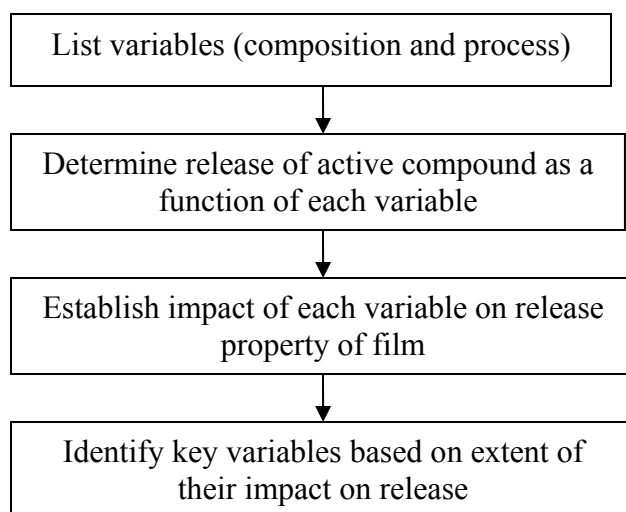 List variables (composition and process)
Determine release of active compound as a
function of each variable
Establish impact of each variable on release
property of film
Identify key variables based on extent of
their impact on release